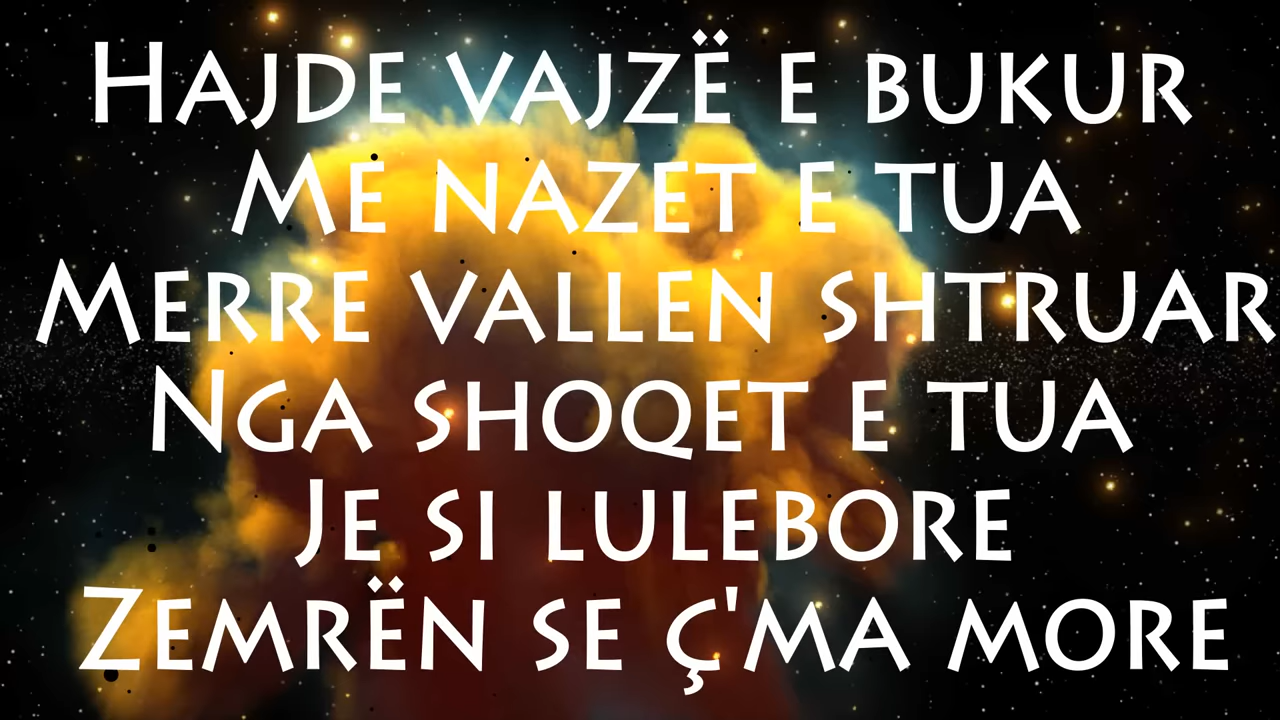 Hajde vajzë e bukur
Me nazet e tua
Merre vallen shtruar
Nga shoqet e tua
Je si lulebore
Zemrën se ç'ma more